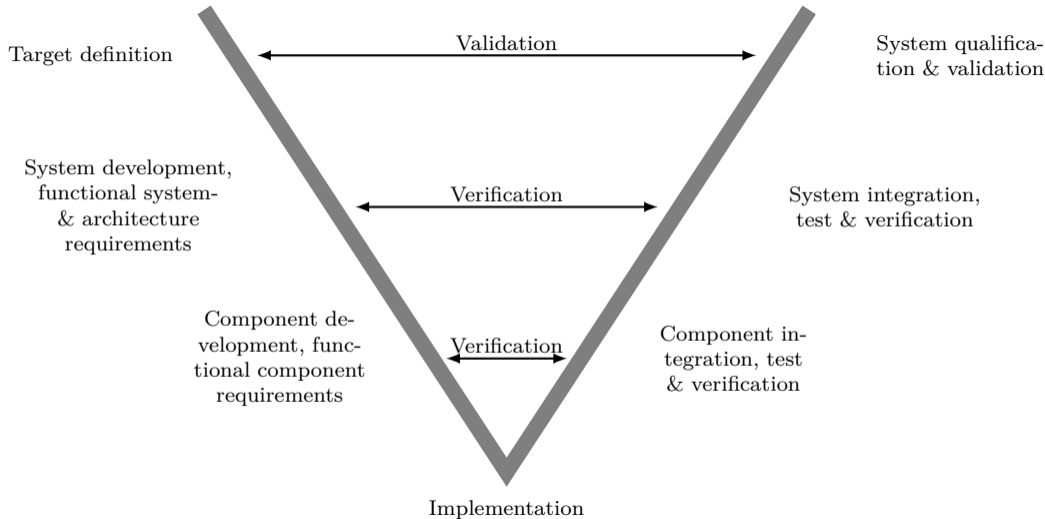 Target definition
Validation
System qualifica-
tion & validation
System development,
functional system-
& architecture
requirements
Verification
System integration,
test & verification
Component de-
velopment, func-
tional component
requirements
Verification
Component in-
tegration, test
& verification
Implementation